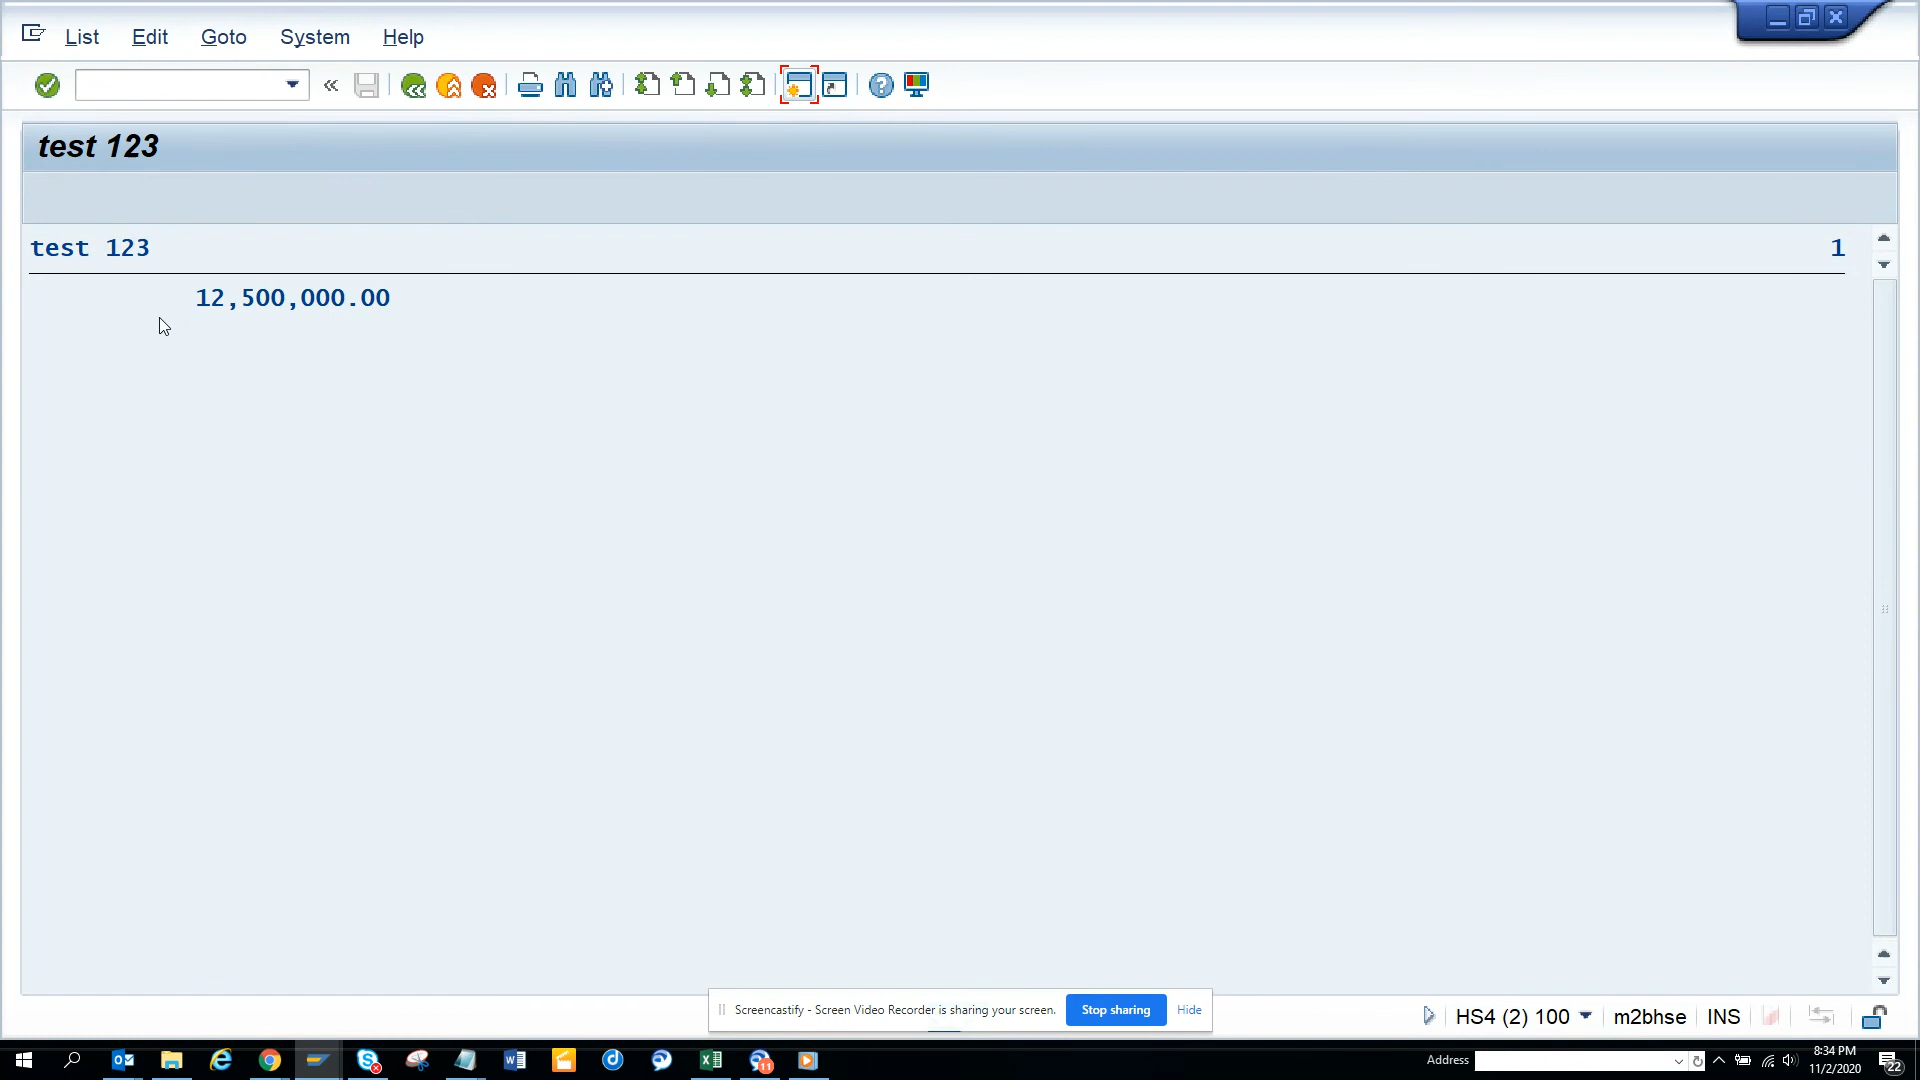 List Edit Goto System Help
test 123
test 123 1
12,500,000.00
Screencastify - Screen Video Recorder is sharing your screen. Stop sharing Hide
HS4 (2) 100 m2bhse INS
Address
8:34 PM
11/2/2020
11
22